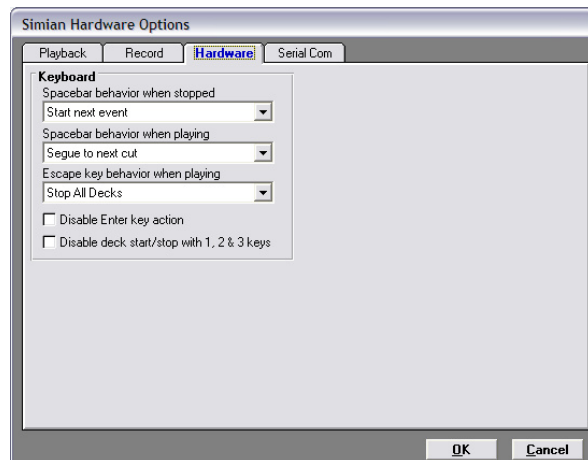 Simian Hardware Options
Playback Record Hardware Serial Com
Keyboard
Spacebar behavior when stopped
Start next event
Spacebar behavior when playing
Segue to next cut
Escape key behavior when playing
Stop All Decks
Disable Enter key action
Disable deck start/stop with 1, 2 & 3 keys
OK Cancel